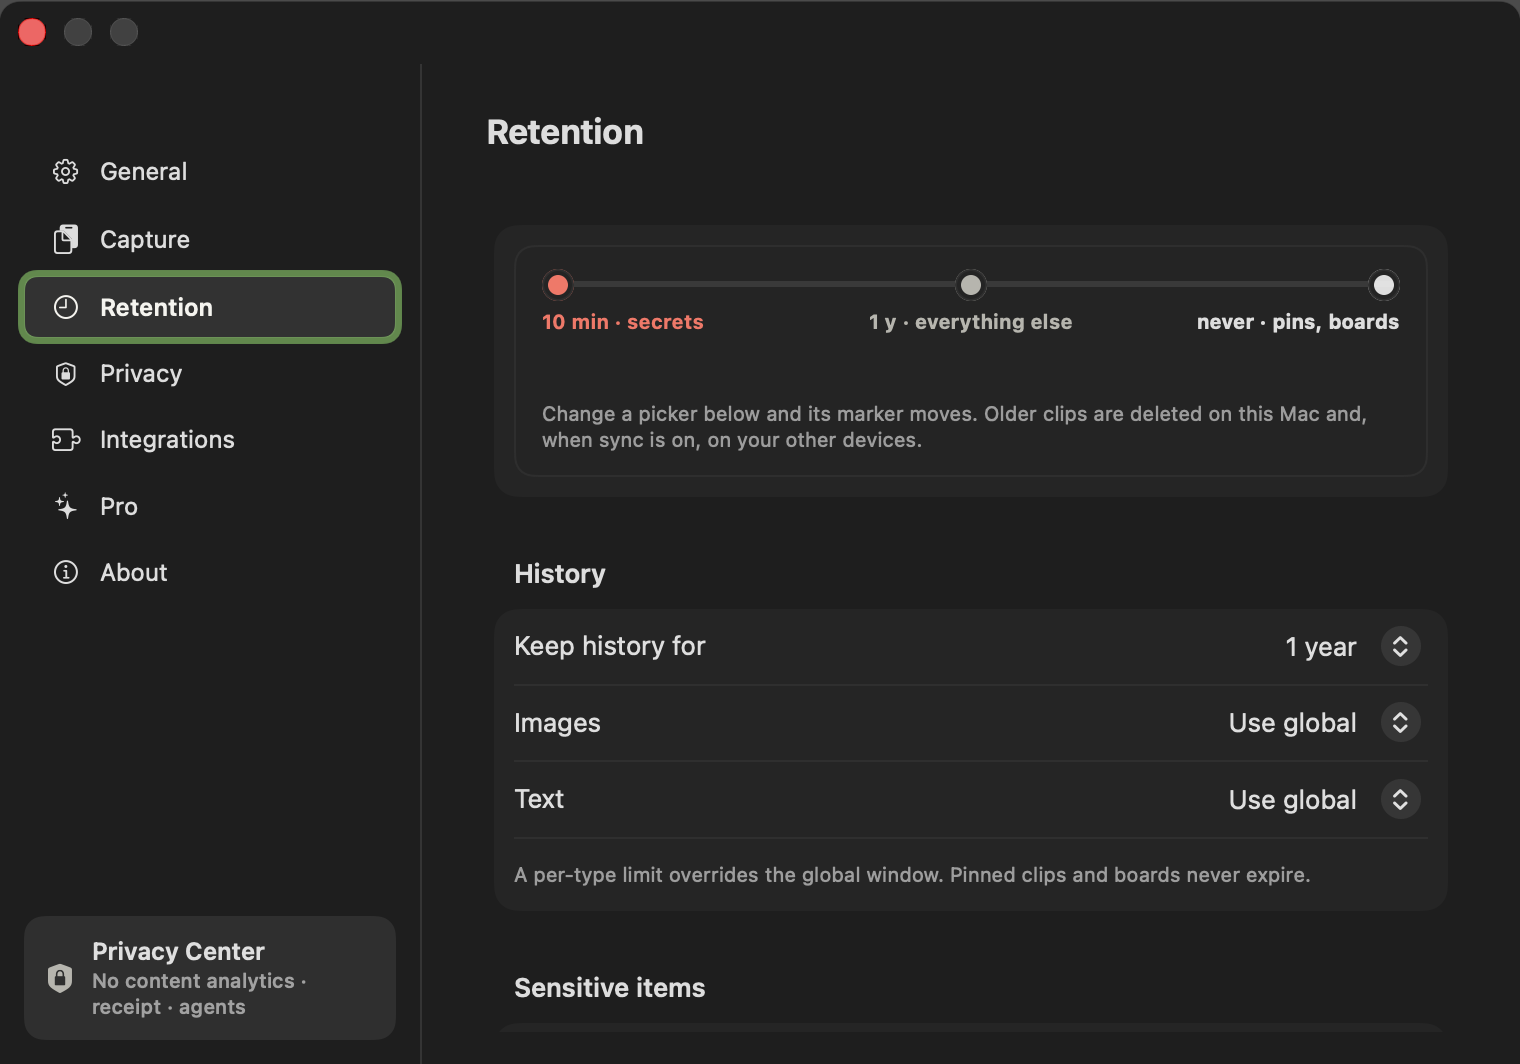 General
Capture
Retention
Privacy
Integrations
Pro
About
Privacy Center
No content analytics ·
receipt · agents
Retention
10 min · secrets
1 y · everything else
never · pins, boards
Change a picker below and its marker moves. Older clips are deleted on this Mac and,
when sync is on, on your other devices.
History
Keep history for 1 year
Images Use global
Text Use global
A per-type limit overrides the global window. Pinned clips and boards never expire.
Sensitive items